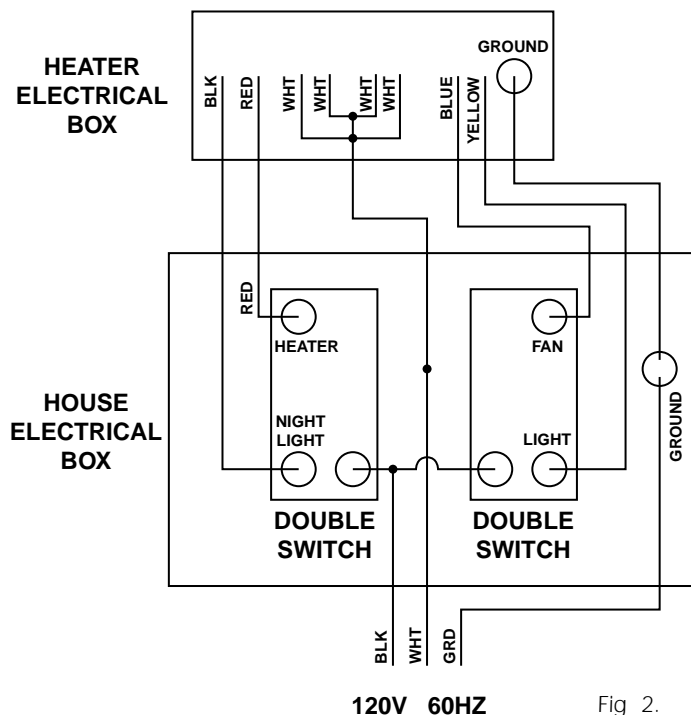 HEATER
ELECTRICAL
BOX
GROUND
BLK
RED
WHT
WHT
WHT
WHT
BLUE
YELLOW
RED
HEATER
FAN
GROUND
HOUSE
ELECTRICAL
BOX
NIGHT
LIGHT
LIGHT
DOUBLE
SWITCH
DOUBLE
SWITCH
BLK
WHT
GRD
120V 60HZ
Fig 2.